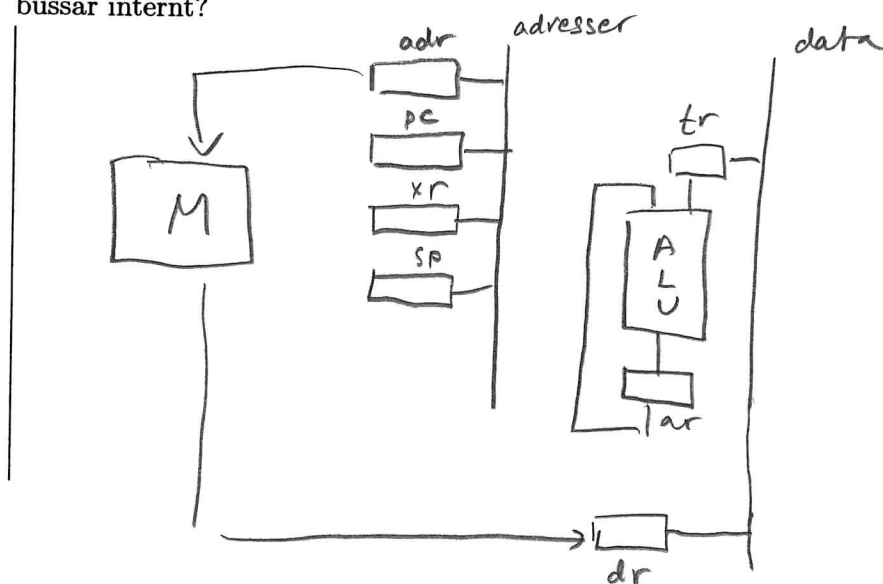 bussar internt?
adresser
data
adr
pc
tr
xr
M
sp
A
L
U
ar
dr